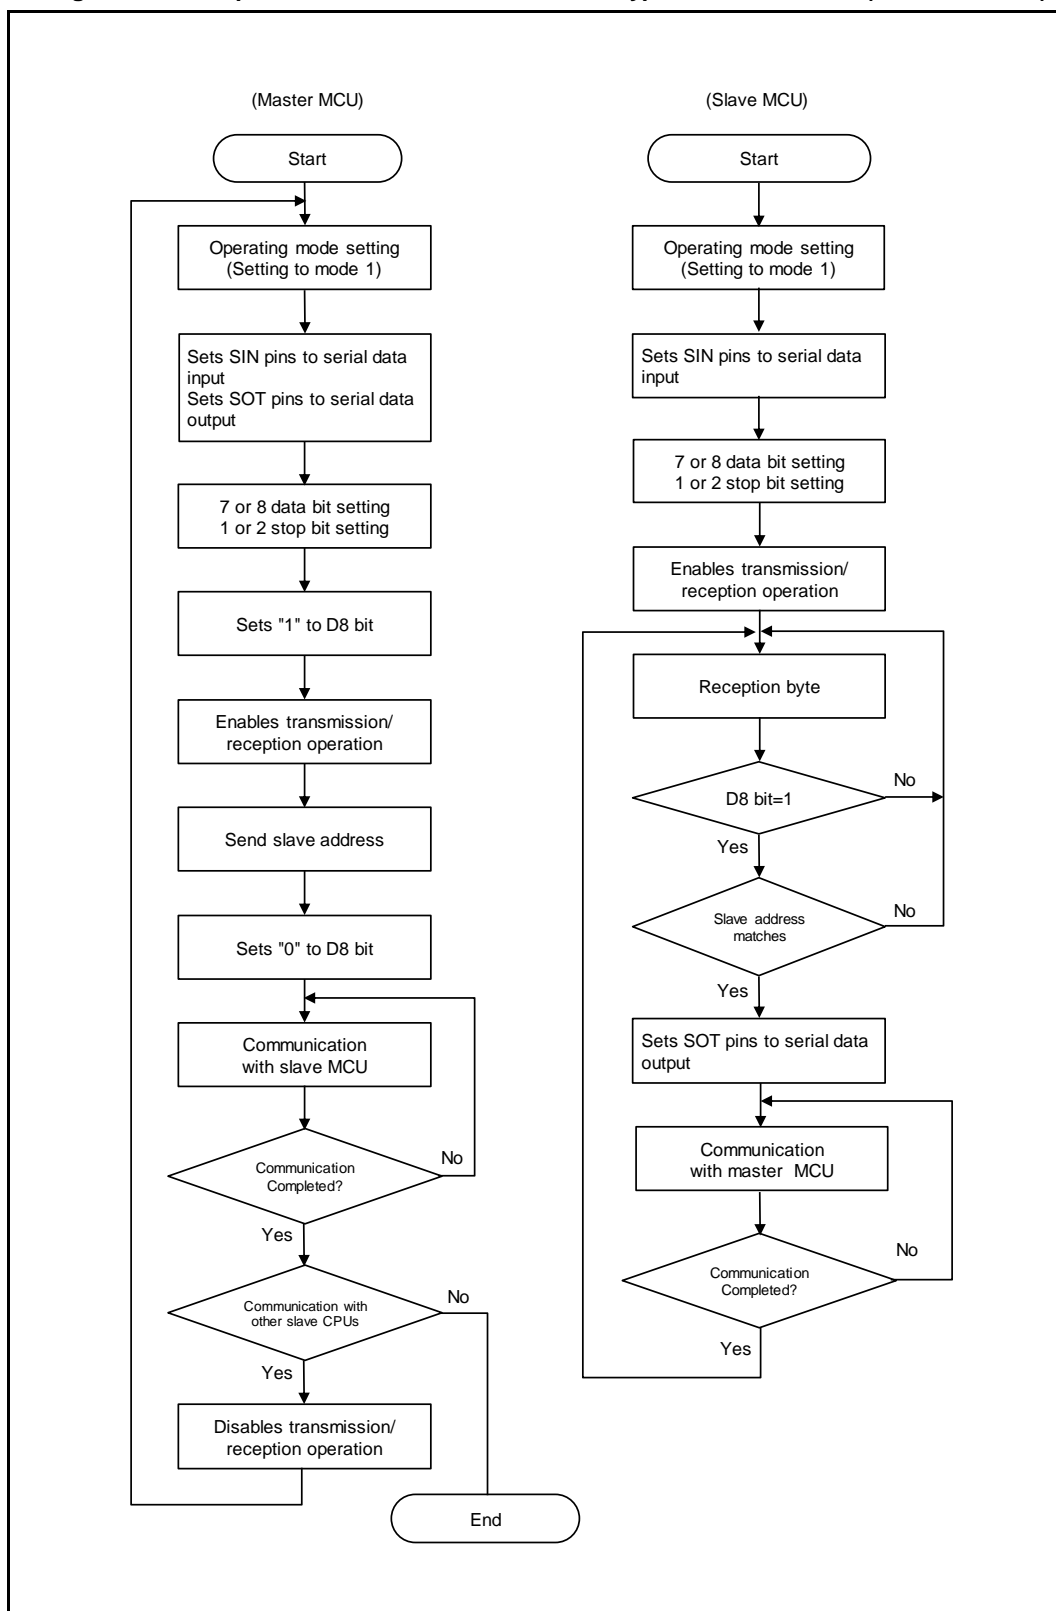 (Master MCU)
Start
Operating mode setting
(Setting to mode 1)
Sets SIN pins to serial data
input
Sets SOT pins to serial data
output
7 or 8 data bit setting
1 or 2 stop bit setting
Sets "1" to D8 bit
Enables transmission/
reception operation
Send slave address
Sets "0" to D8 bit
Communication
with slave MCU
Communication
Completed?
No
Yes
Communication with
other slave CPUs
No
Yes
Disables transmission/
reception operation
End
(Slave MCU)
Start
Operating mode setting
(Setting to mode 1)
Sets SIN pins to serial data
input
7 or 8 data bit setting
1 or 2 stop bit setting
Enables transmission/
reception operation
Reception byte
D8 bit=1
No
Yes
Slave address
matches
No
Yes
Sets SOT pins to serial data
output
Communication
with master MCU
Communication
Completed?
No
Yes